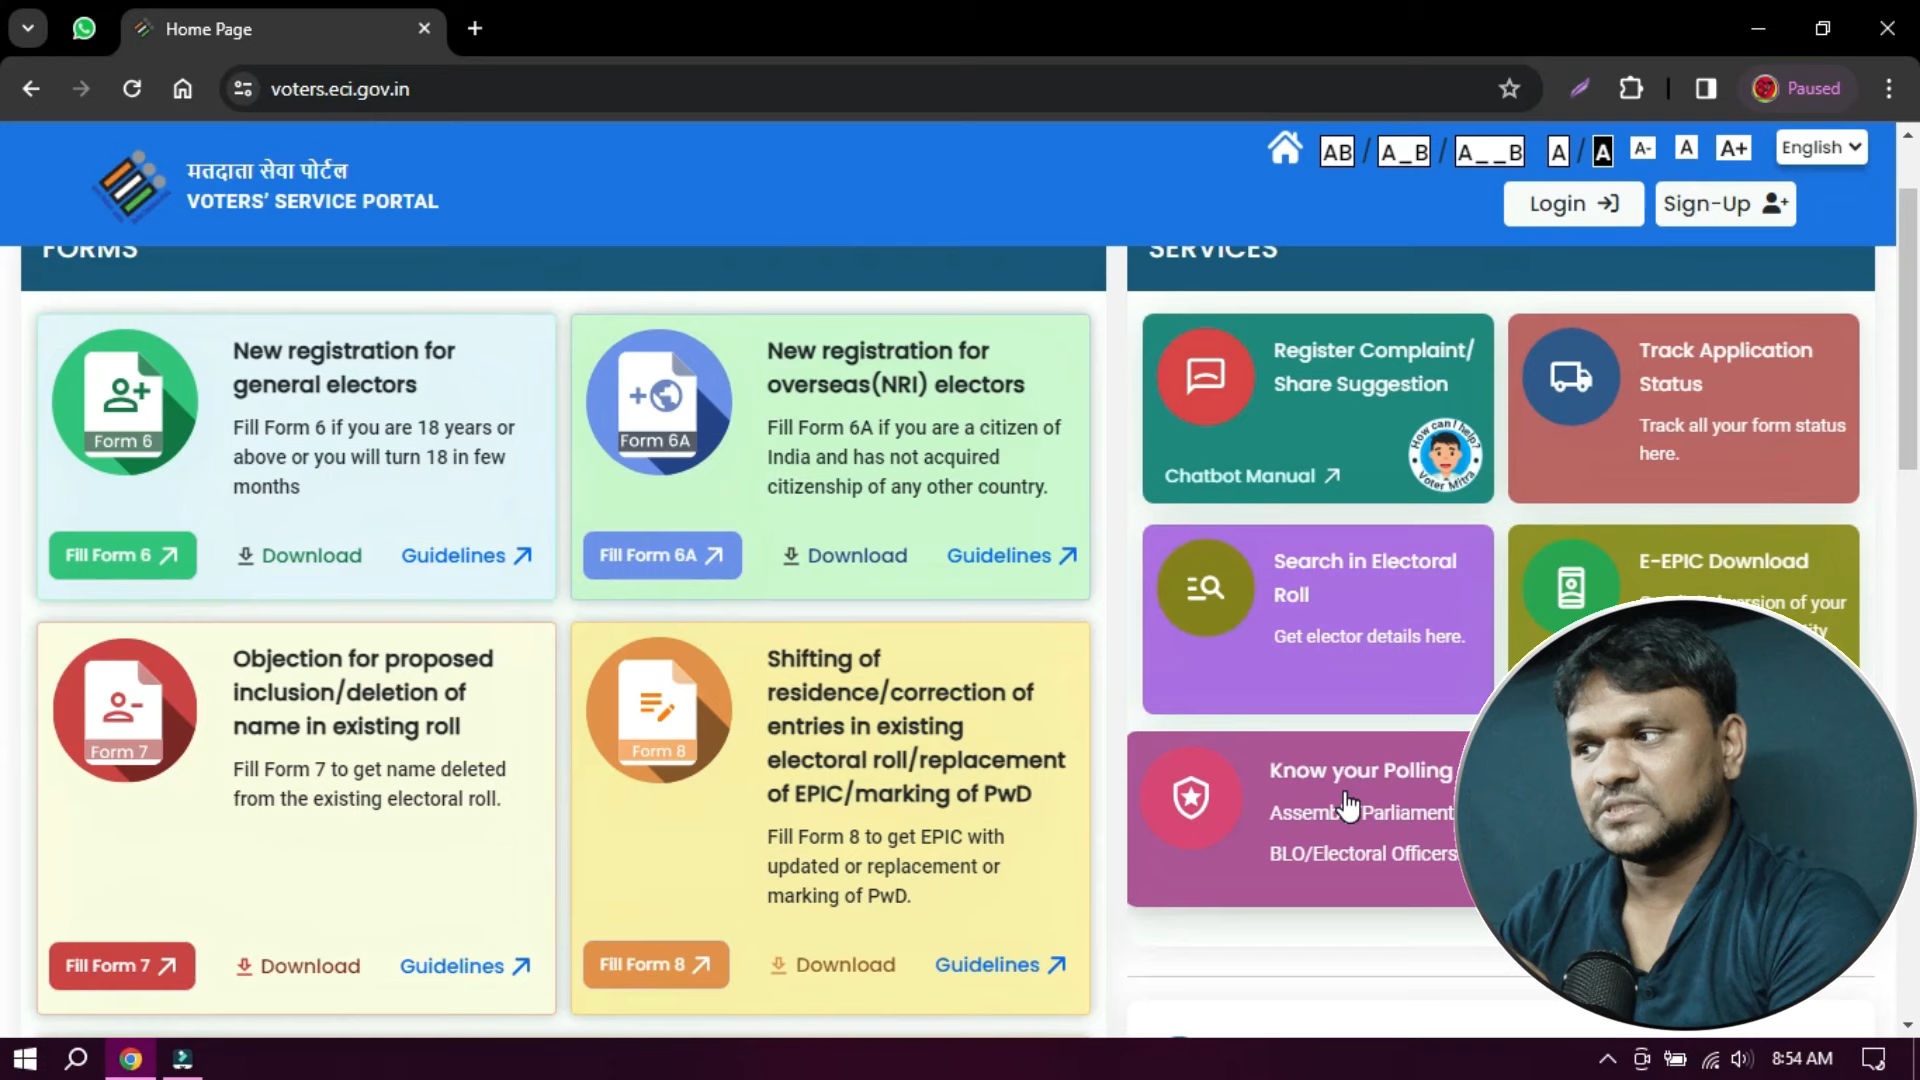 Home Page
voters.eci.gov.in
Paused
मतदाता सेवा पोर्टल
VOTERS' SERVICE PORTAL
AB / A_B / A__B A / A A- A A+ English
Login Sign-Up
FORMS
SERVICES
Form 6
New registration for
general electors
Fill Form 6 if you are 18 years or
above or you will turn 18 in few
months
Fill Form 6 Download Guidelines
Form 6A
New registration for
overseas(NRI) electors
Fill Form 6A if you are a citizen of
India and has not acquired
citizenship of any other country.
Fill Form 6A Download Guidelines
Form 7
Objection for proposed
inclusion/deletion of
name in existing roll
Fill Form 7 to get name deleted
from the existing electoral roll.
Fill Form 7 Download Guidelines
Form 8
Shifting of
residence/correction of
entries in existing
electoral roll/replacement
of EPIC/marking of PwD
Fill Form 8 to get EPIC with
updated or replacement or
marking of PwD.
Fill Form 8 Download Guidelines
Register Complaint/
Share Suggestion
Chatbot Manual
How can I help?
Voter Mitra
Track Application
Status
Track all your form status
here.
Search in Electoral
Roll
Get elector details here.
E-EPIC Download
of your
Know your Polling
Parliament
BLO/Electoral Officers
8:54 AM